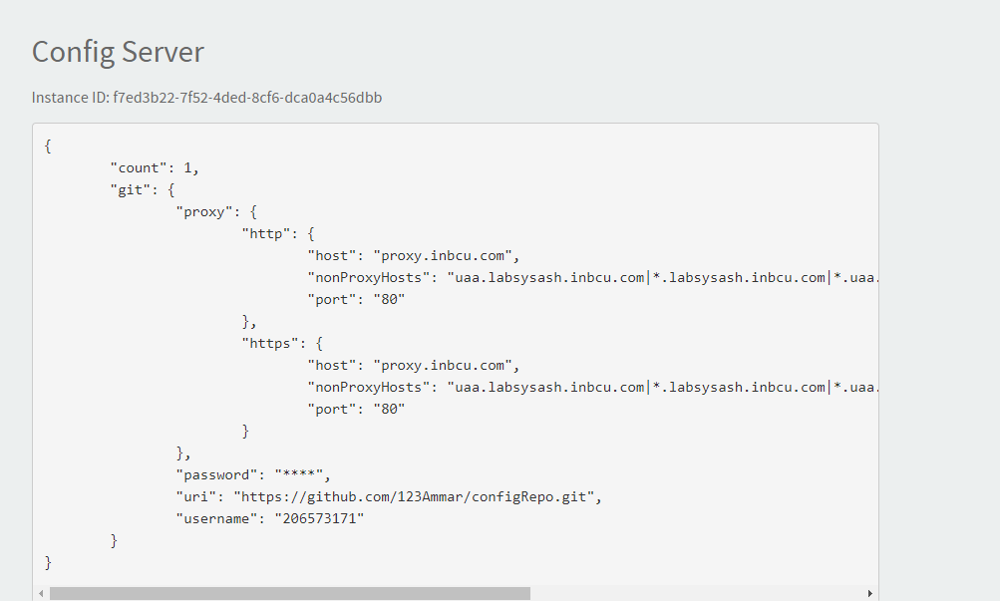 Config Server
Instance ID: f7ed3b22-7f52-4ded-8cf6-dca0a4c56dbb
{
"count": 1,
"git": {
"proxy": {
"http": {
"host": "proxy.inbcu.com",
"nonProxyHosts": "uaa.labsysash.inbcu.com|*.labsysash.inbcu.com|*.uaa.
"port": "80"
},
"https": {
"host": "proxy.inbcu.com",
"nonProxyHosts": "uaa.labsysash.inbcu.com|*.labsysash.inbcu.com|*.uaa.
"port": "80"
}
},
"password": "****",
"uri": "https://github.com/123Ammar/configRepo.git",
"username": "206573171"
}
}